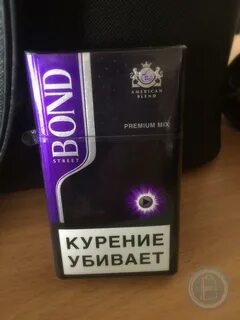 BOND
STREET
AMERICAN
BLEND
PREMIUM MIX
КУРЕНИЕ
УБИВАЕТ